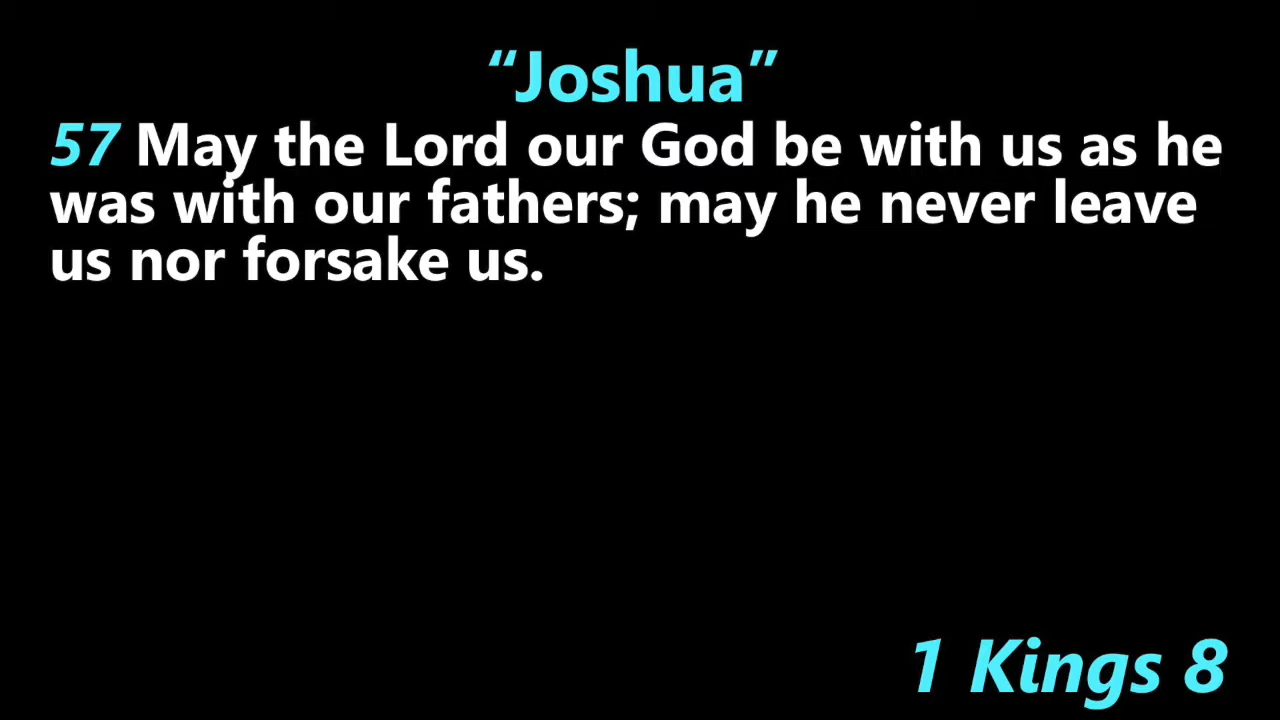 “Joshua”
57 May the Lord our God be with us as he
was with our fathers; may he never leave
us nor forsake us.
1 Kings 8